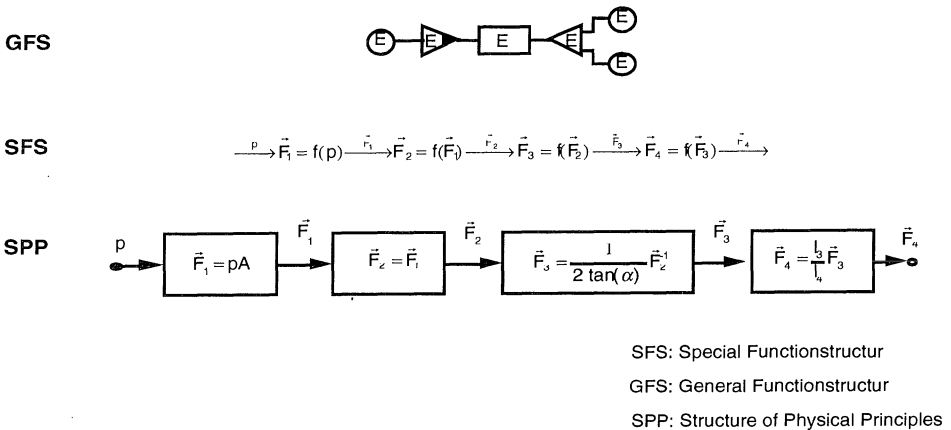 GFS
E E E E E E
SFS
p→ F⃗₁ = f(p) F⃗₁→ F⃗₂ = f(F⃗₁) F⃗₂→ F⃗₃ = f(F⃗₂) F⃗₃→ F⃗₄ = f(F⃗₃) F⃗₄→
SPP
p F⃗₁ = pA F⃗₁ F⃗₂ = F⃗₁ F⃗₂ F⃗₃ = 1 / 2 tan(α) F⃗₂⁻¹ F⃗₃ F⃗₄ = l₃ / l₄ F⃗₃ F⃗₄
SFS: Special Functionstructur
GFS: General Functionstructur
SPP: Structure of Physical Principles